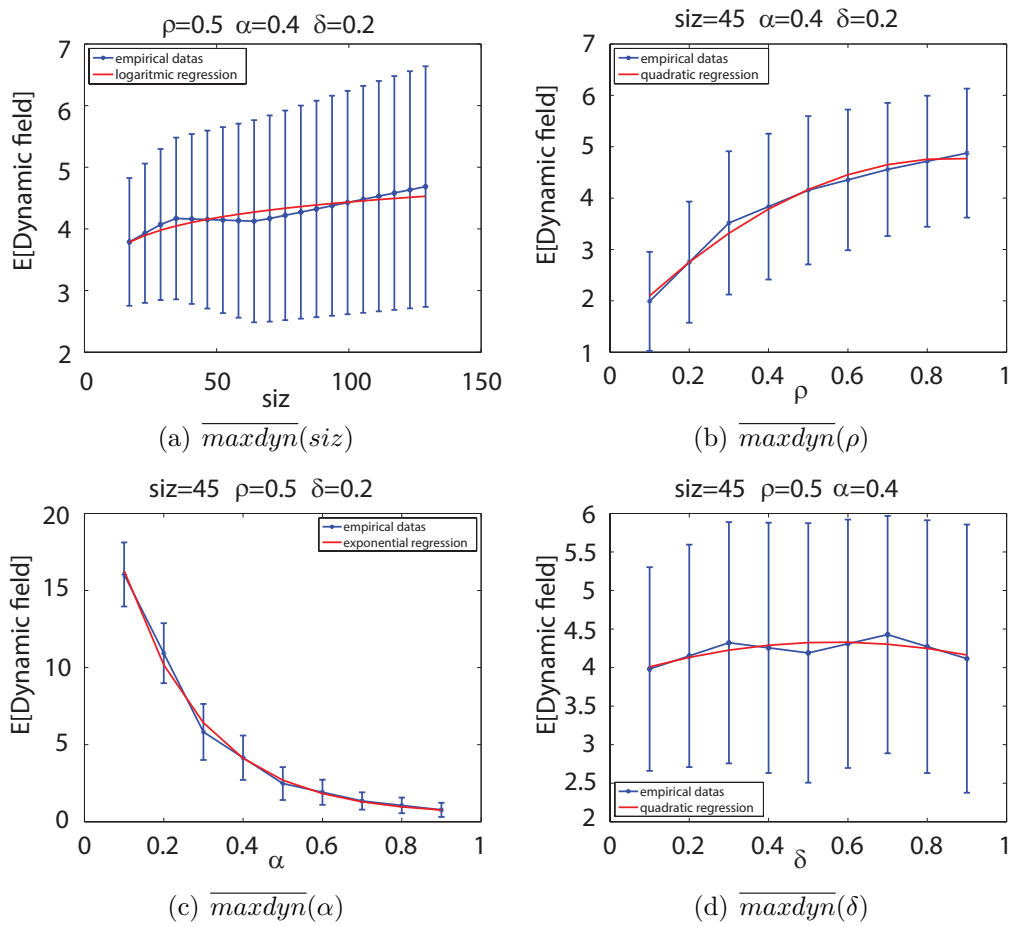 ρ=0.5 α=0.4 δ=0.2
E[Dynamic field]
7
6
5
4
3
2
empirical datas
logaritmic regression
0 50 100 150
siz
(a) maxdyn(siz)
siz=45 α=0.4 δ=0.2
E[Dynamic field]
7
6
5
4
3
2
1
empirical datas
quadratic regression
0 0.2 0.4 0.6 0.8 1
ρ
(b) maxdyn(ρ)
siz=45 ρ=0.5 δ=0.2
E[Dynamic field]
20
15
10
5
0
empirical datas
exponential regression
0 0.2 0.4 0.6 0.8 1
α
(c) maxdyn(α)
siz=45 ρ=0.5 α=0.4
E[Dynamic field]
6
5.5
5
4.5
4
3.5
3
2.5
2
empirical datas
quadratic regression
0 0.2 0.4 0.6 0.8 1
δ
(d) maxdyn(δ)